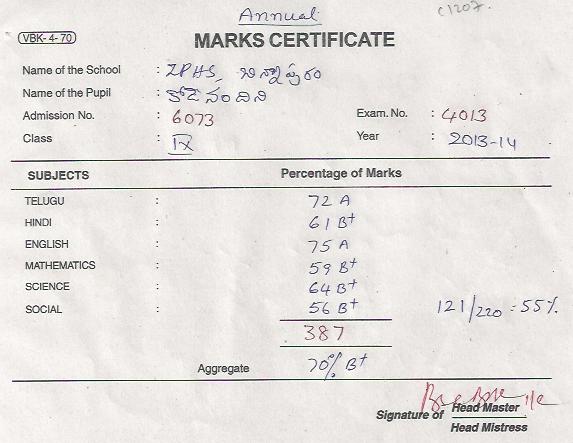 Annual
C1207.
VBK-4-70
MARKS CERTIFICATE
Name of the School : ZPHS, చిన్నాపురం
Name of the Pupil : కోడె నందిని
Admission No. : 6073 Exam. No. : 4013
Class : IX Year : 2013-14
SUBJECTS Percentage of Marks
TELUGU : 72 A
HINDI : 61 B+
ENGLISH : 75 A
MATHEMATICS : 59 B+
SCIENCE : 64 B+
SOCIAL : 56 B+ 121/220 = 55%
387
Aggregate 70% B+
Signature of Head Master
Head Mistress